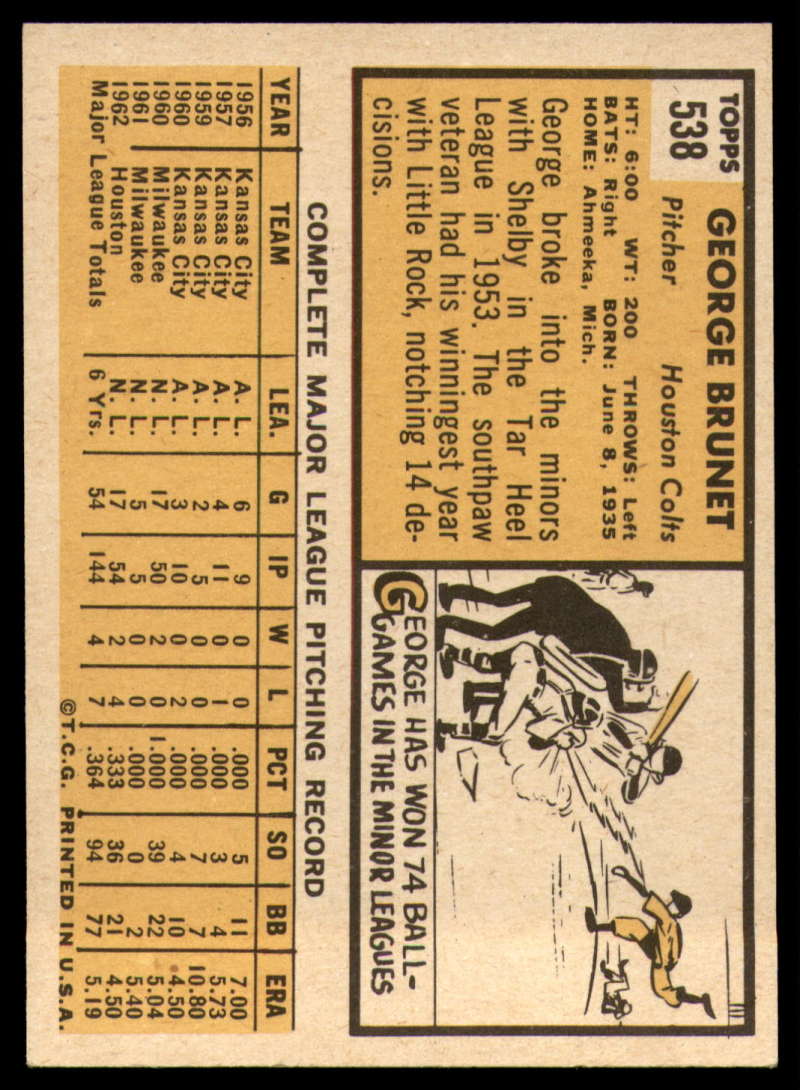 TOPPS
538
GEORGE BRUNET
Pitcher Houston Colts
HT: 6:00 WT: 200 THROWS: Left
BATS: Right BORN: June 8, 1935
HOME: Ahmeeka, Mich.
George broke into the minors
with Shelby in the Tar Heel
League in 1953. The southpaw
veteran had his winningest year
with Little Rock, notching 14 de-
cisions.
GEORGE HAS WON 74 BALL-
GAMES IN THE MINOR LEAGUES
COMPLETE MAJOR LEAGUE PITCHING RECORD
YEAR TEAM LEA. G IP W L PCT SO BB ERA
1956 Kansas City A. L. 6 9 0 0 .000 5 11 7.00
1957 Kansas City A. L. 4 11 0 1 .000 3 4 5.73
1959 Kansas City A. L. 2 5 0 0 .000 7 7 10.80
1960 Kansas City A. L. 3 10 0 2 .000 4 10 4.50
1960 Milwaukee N. L. 17 50 2 0 1.000 39 22 5.04
1961 Milwaukee N. L. 5 5 0 0 .000 0 2 5.40
1962 Houston N. L. 17 54 2 4 .333 36 21 4.50
Major League Totals 6 Yrs. 54 144 4 7 .364 94 77 5.19
©T.C.G. PRINTED IN U.S.A.